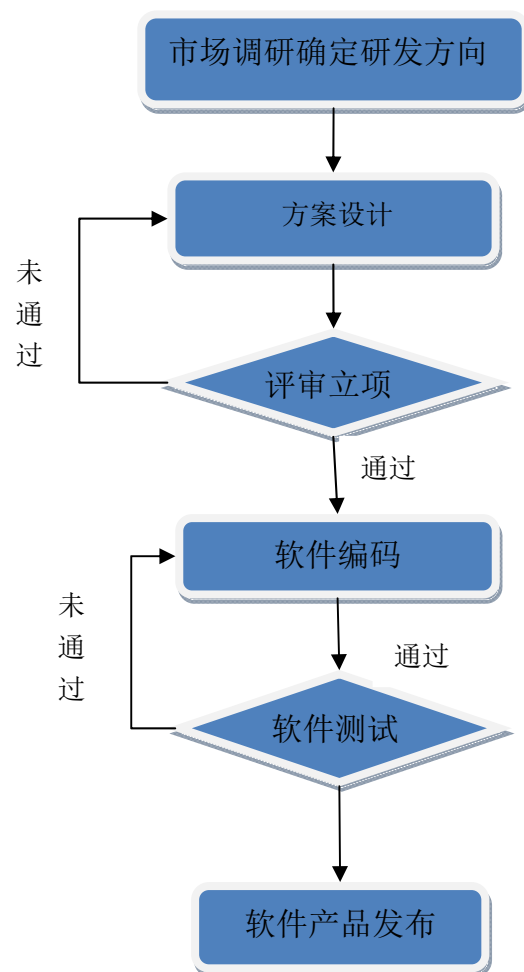 市场调研确定研发方向
方案设计
未
通
过
评审立项
通过
软件编码
未
通
过
通过
软件测试
软件产品发布